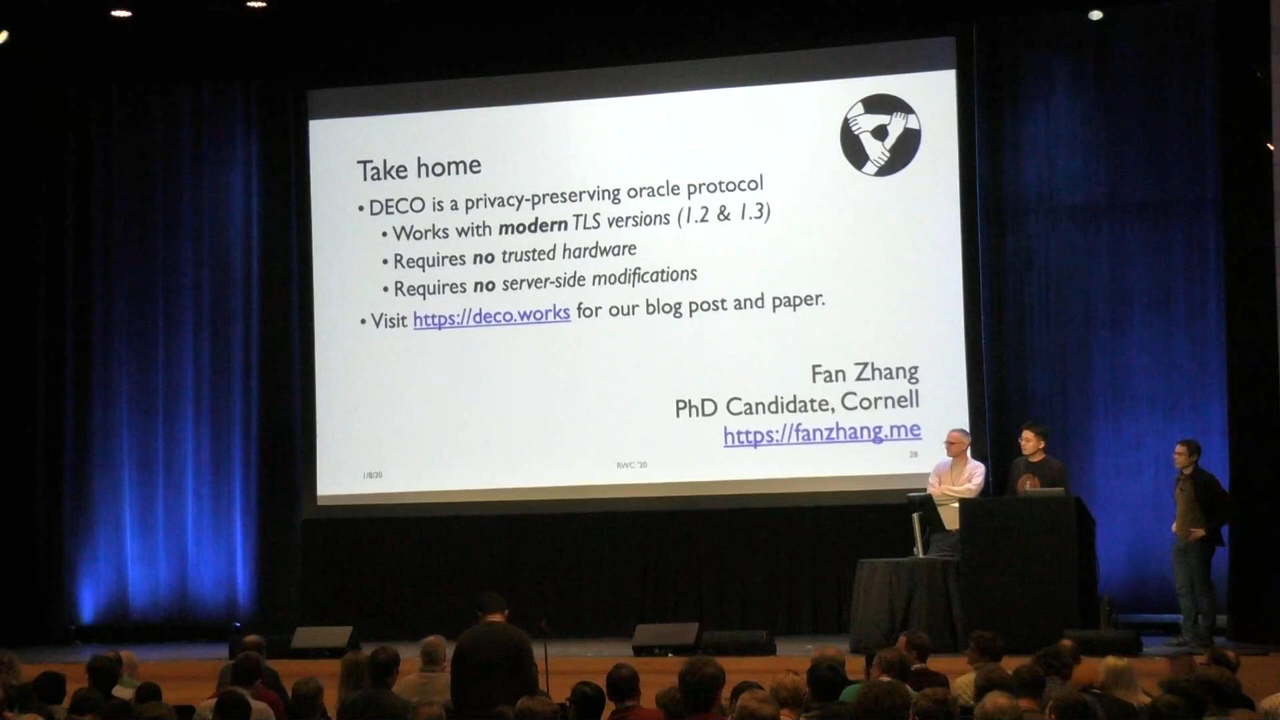 Take home
• DECO is a privacy-preserving oracle protocol
• Works with modern TLS versions (1.2 & 1.3)
• Requires no trusted hardware
• Requires no server-side modifications
• Visit https://deco.works for our blog post and paper.
Fan Zhang
PhD Candidate, Cornell
https://fanzhang.me
1/8/20
RWC '20
28